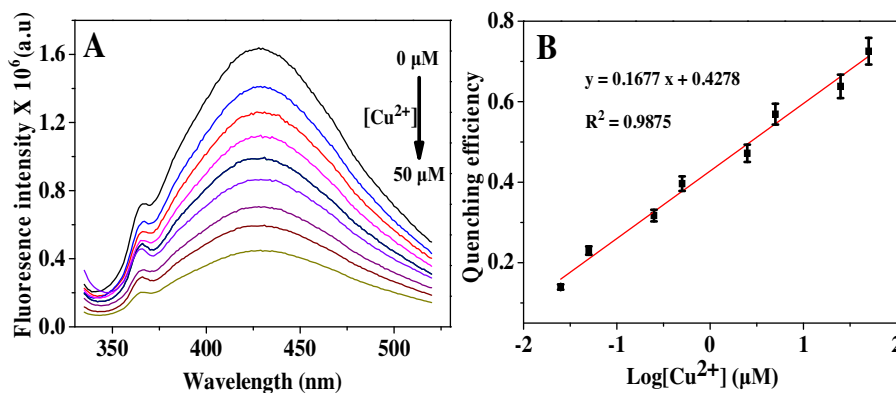 A
0 µM
[Cu²⁺]
50 µM
Fluoresence intensity X 10⁶(a.u)
1.6
1.2
0.8
0.4
0.0
350 400 450 500
Wavelength (nm)
B
y = 0.1677 x + 0.4278
R² = 0.9875
Quenching efficiency
0.8
0.6
0.4
0.2
-2 -1 0 1 2
Log[Cu²⁺] (µM)